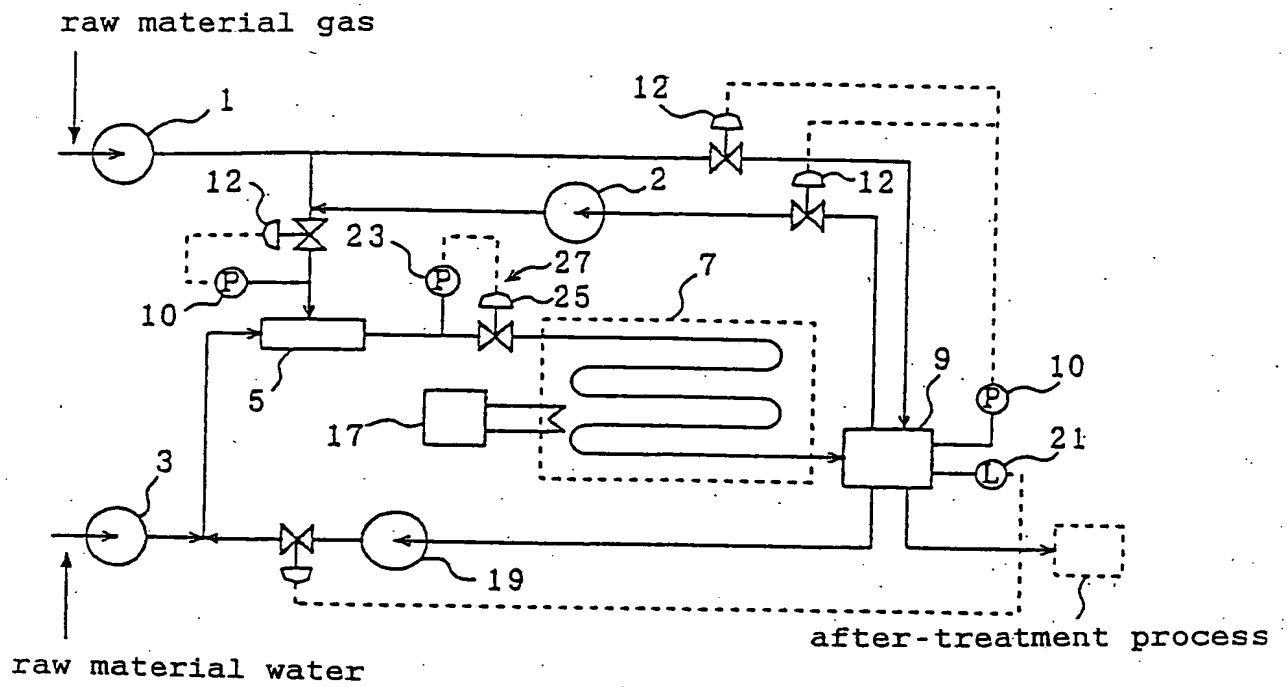 raw material gas
1
12
12
2
12
23
P
27
7
P
10
25
5
9
10
P
17
21
L
3
19
after-treatment process
raw material water